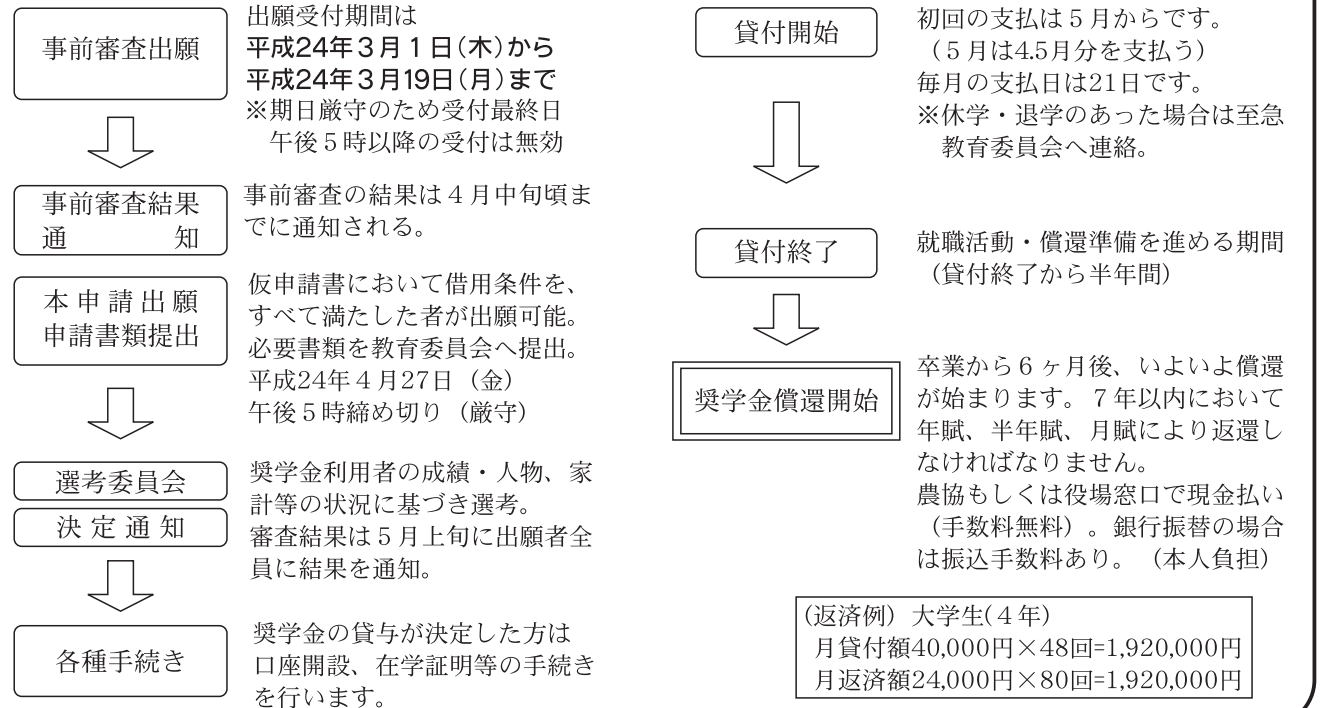 事前審査出願
出願受付期間は
平成24年３月１日(木)から
平成24年３月19日(月)まで
※期日厳守のため受付最終日
午後５時以降の受付は無効
事前審査結果
通　　　　知
事前審査の結果は４月中旬頃ま
でに通知される。
本申請出願
申請書類提出
仮申請書において借用条件を、
すべて満たした者が出願可能。
必要書類を教育委員会へ提出。
平成24年４月27日（金）
午後５時締め切り（厳守）
選考委員会
決定通知
奨学金利用者の成績・人物、家
計等の状況に基づき選考。
審査結果は５月上旬に出願者全
員に結果を通知。
各種手続き
奨学金の貸与が決定した方は
口座開設、在学証明等の手続き
を行います。
貸付開始
初回の支払は５月からです。
（５月は4.5月分を支払う）
毎月の支払日は21日です。
※休学・退学のあった場合は至急
教育委員会へ連絡。
貸付終了
就職活動・償還準備を進める期間
（貸付終了から半年間）
奨学金償還開始
卒業から６ヶ月後、いよいよ償還
が始まります。７年以内において
年賦、半年賦、月賦により返還し
なければなりません。
農協もしくは役場窓口で現金払い
（手数料無料）。銀行振替の場合
は振込手数料あり。（本人負担）
(返済例）大学生(４年)
月貸付額40,000円×48回=1,920,000円
月返済額24,000円×80回=1,920,000円